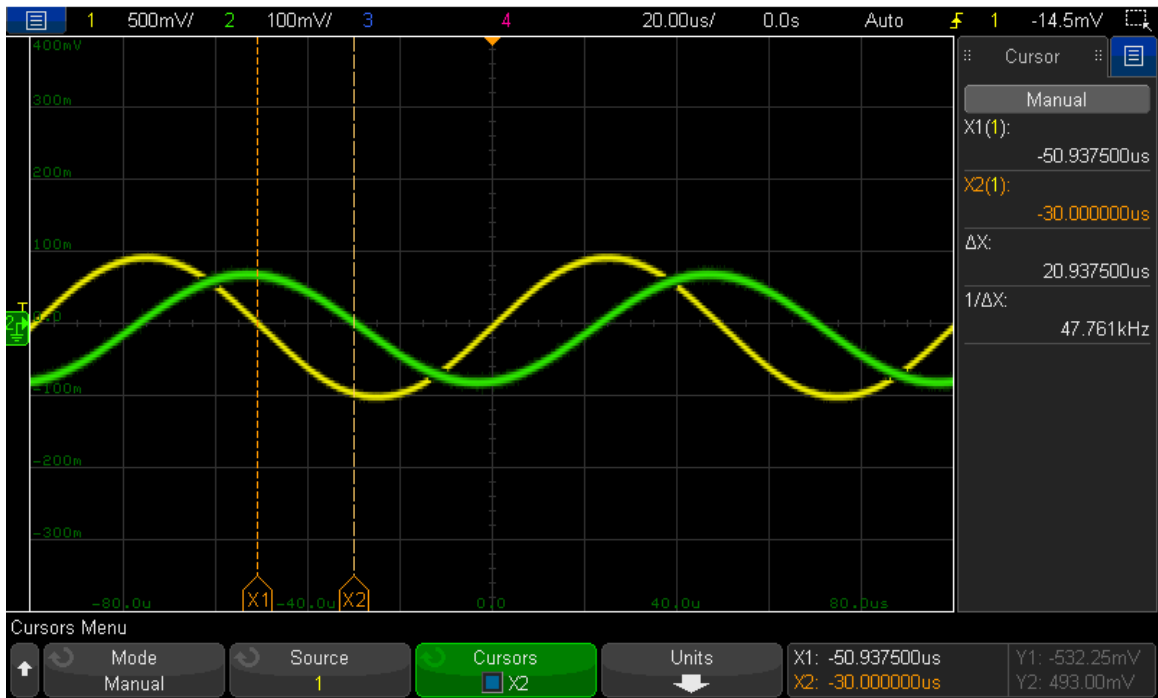 1 500mV/ 2 100mV/ 3 4 20.00us/ 0.0s Auto 1 -14.5mV
400mV
300m
200m
100m
T
2 0.0
-100m
-200m
-300m
-80.0u X1 -40.0u X2 0.0 40.0u 80.0us
Cursor
Manual
X1(1):
-50.937500us
X2(1):
-30.000000us
ΔX:
20.937500us
1/ΔX:
47.761kHz
Cursors Menu
Mode
Manual
Source
1
Cursors
X2
Units
X1: -50.937500us
X2: -30.000000us
Y1: -532.25mV
Y2: 493.00mV